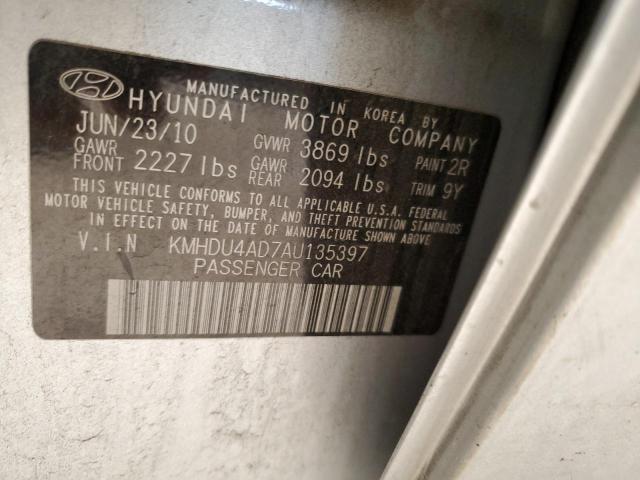 MANUFACTURED IN KOREA BY
HYUNDAI MOTOR COMPANY
JUN/23/10 GVWR 3869 lbs PAINT 2R
GAWR FRONT 2227 lbs GAWR REAR 2094 lbs TRIM 9Y
THIS VEHICLE CONFORMS TO ALL APPLICABLE U.S.A. FEDERAL
MOTOR VEHICLE SAFETY, BUMPER, AND THEFT PREVENTION STANDARDS
IN EFFECT ON THE DATE OF MANUFACTURE SHOWN ABOVE.
V.I.N KMHDU4AD7AU135397
PASSENGER CAR